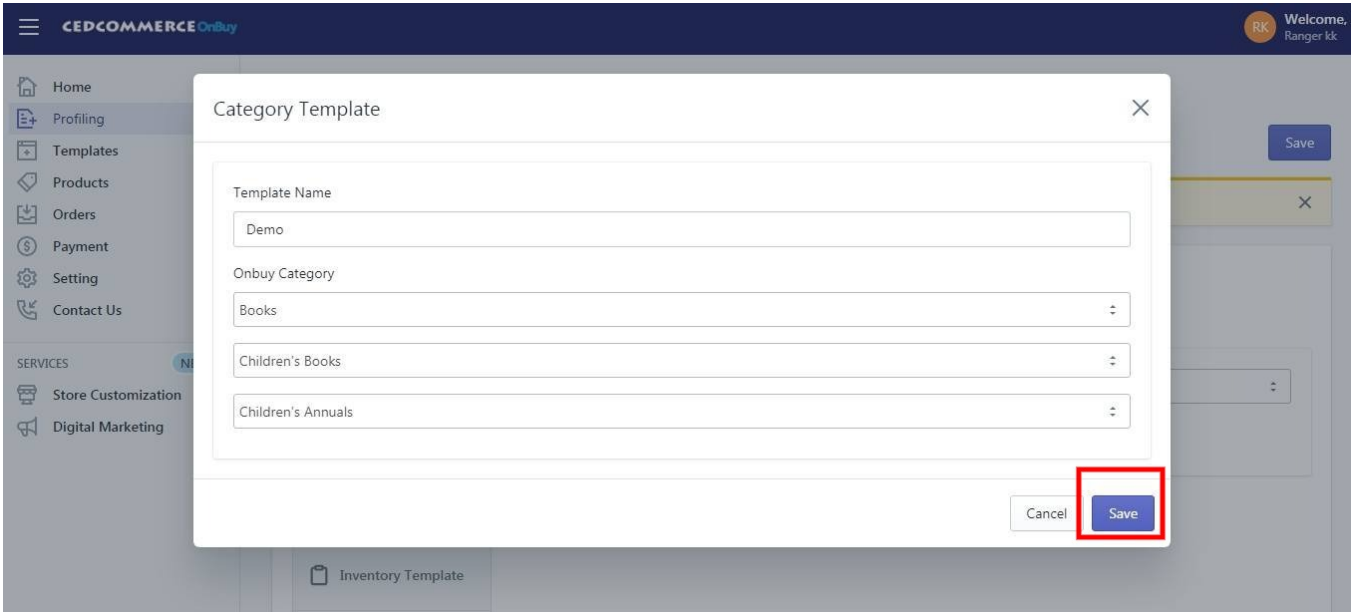 CEDCOMMERCE OnBuy
RK
Welcome,
Ranger kk
Home
Profiling
Templates
Products
Orders
Payment
Setting
Contact Us
SERVICES
Store Customization
Digital Marketing
Save
Category Template
Template Name
Demo
Onbuy Category
Books
Children's Books
Children's Annuals
Cancel
Save
Inventory Template